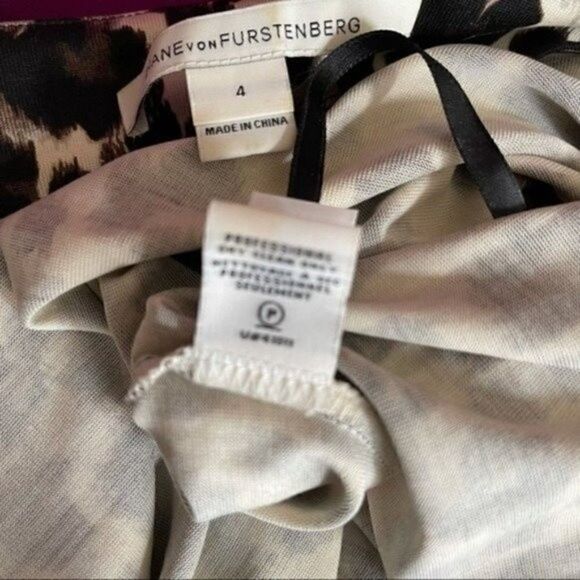 ANE VON FURSTENBERG
4
MADE IN CHINA
PROFESSIONAL
DRY CLEAN ONLY
NETTOYAGE A SEC
PROFESSIONNEL
SEULEMENT
P